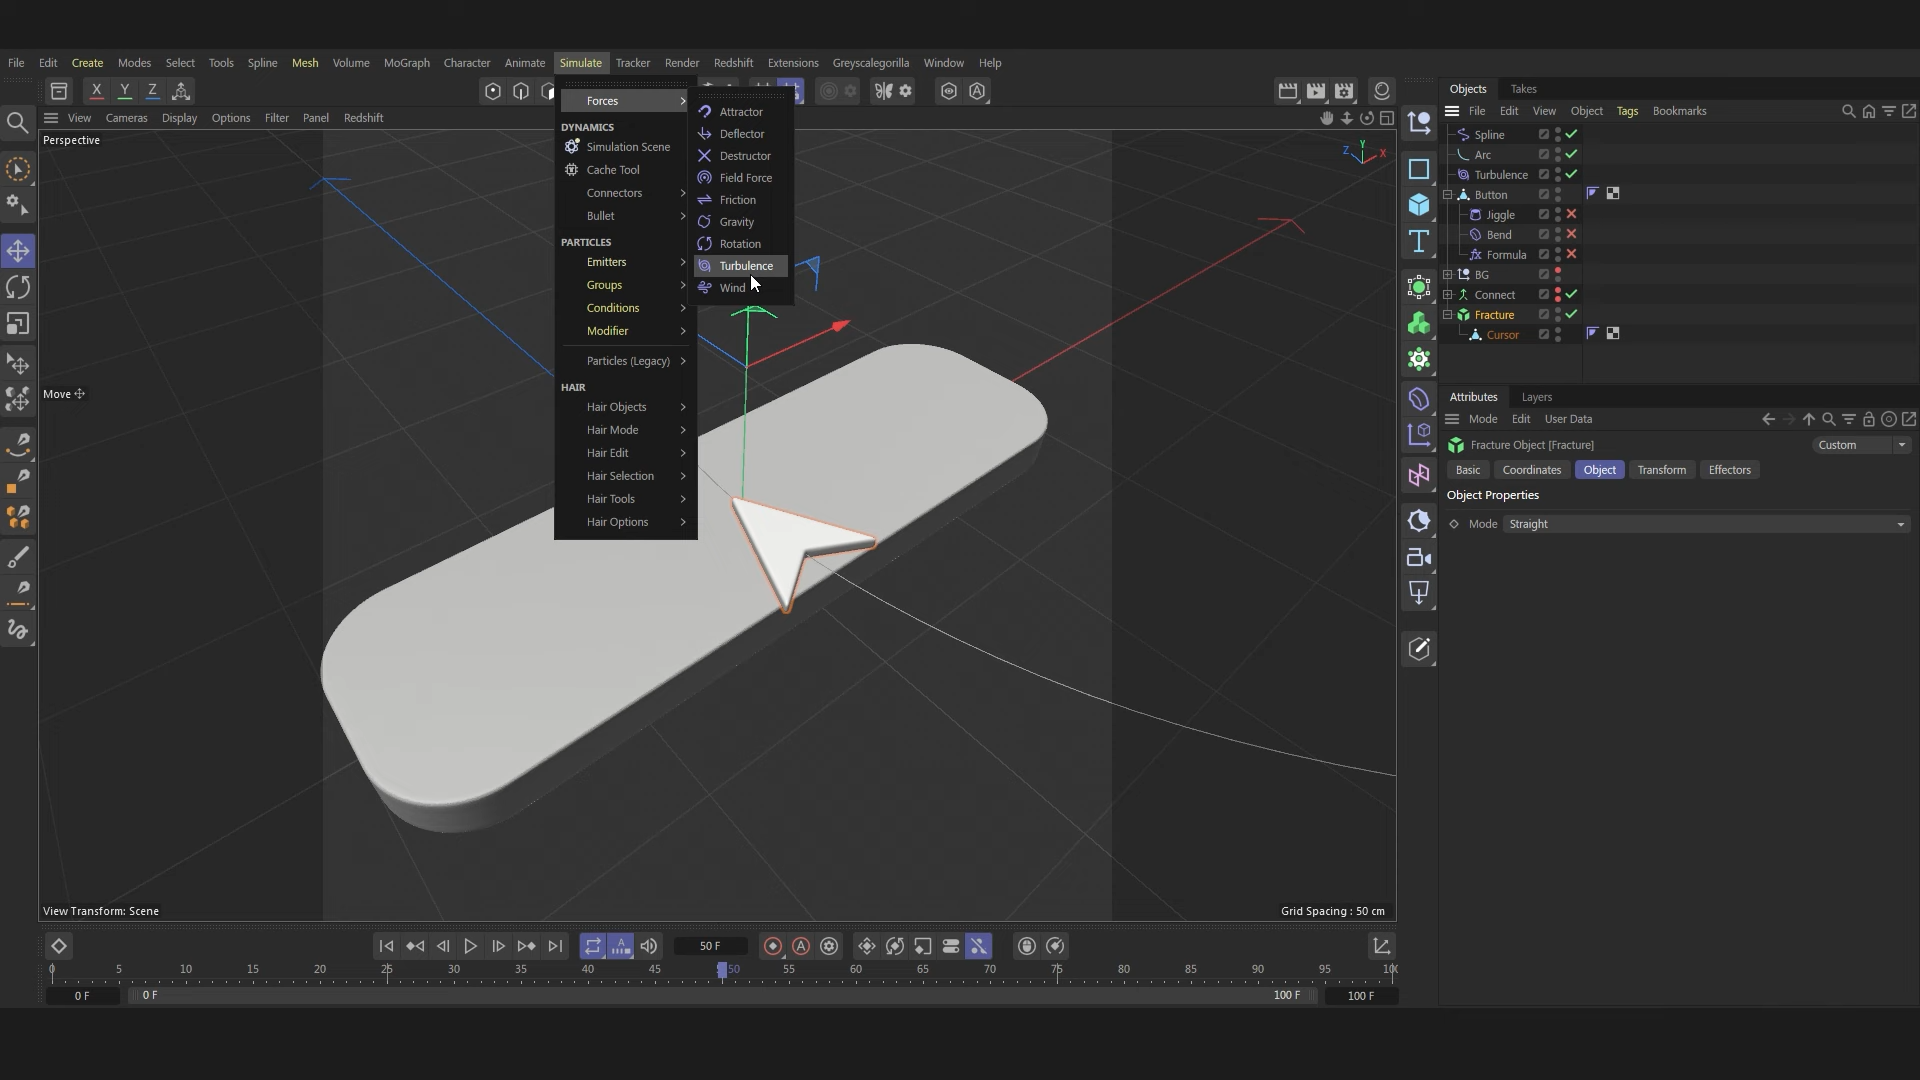 File Edit Create Modes Select Tools Spline Mesh Volume MoGraph Character Animate Simulate Tracker Render Redshift Extensions Greyscalegorilla Window Help
X Y Z
View Cameras Display Options Filter Panel Redshift
Perspective
Move
Forces
DYNAMICS
Simulation Scene
Cache Tool
Connectors
Bullet
PARTICLES
Emitters
Groups
Conditions
Modifier
Particles (Legacy)
HAIR
Hair Objects
Hair Mode
Hair Edit
Hair Selection
Hair Tools
Hair Options
Attractor
Deflector
Destructor
Field Force
Friction
Gravity
Rotation
Turbulence
Wind
Z Y X
View Transform: Scene
Grid Spacing : 50 cm
Objects Takes
File Edit View Object Tags Bookmarks
Spline
Arc
Turbulence
Button
Jiggle
Bend
Formula
BG
Connect
Fracture
Cursor
Attributes Layers
Mode Edit User Data
Fracture Object [Fracture] Custom
Basic Coordinates Object Transform Effectors
Object Properties
Mode Straight
50 F
0 5 10 15 20 25 30 35 40 45 50 55 60 65 70 75 80 85 90 95 100
0 F 0 F 100 F 100 F